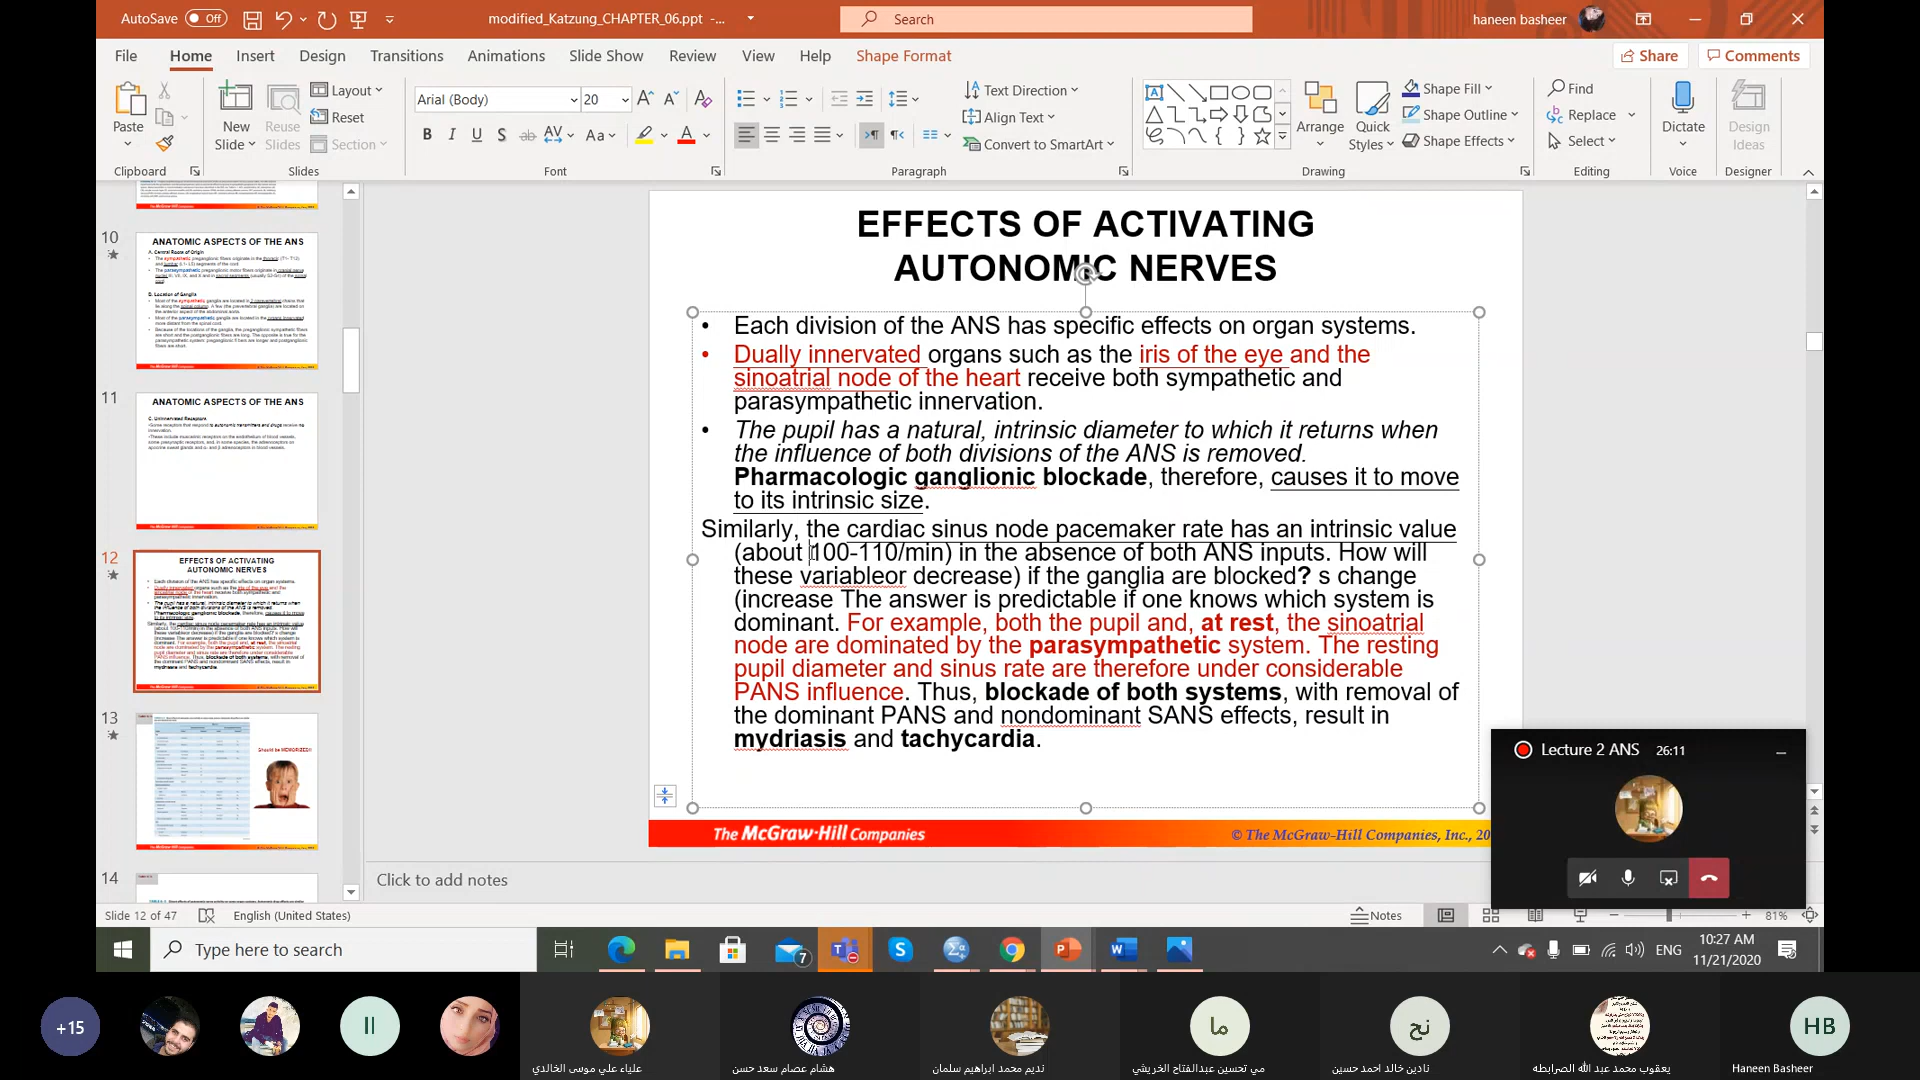 AutoSave Off modified_Katzung_CHAPTER_06.ppt -... Search haneen basheer
File Home Insert Design Transitions Animations Slide Show Review View Help Shape Format Share Comments
Paste New Slide Reuse Slides Layout Reset Section Arial (Body) 20 Text Direction Align Text Convert to SmartArt Arrange Quick Styles Shape Fill Shape Outline Shape Effects Find Replace Select Dictate Design Ideas
Clipboard Slides Font Paragraph Drawing Editing Voice Designer
10
ANATOMIC ASPECTS OF THE ANS
11
ANATOMIC ASPECTS OF THE ANS
12
EFFECTS OF ACTIVATING
AUTONOMIC NERVES
13
Should be MEMORIZED!!
14
EFFECTS OF ACTIVATING
AUTONOMIC NERVES
• Each division of the ANS has specific effects on organ systems.
• Dually innervated organs such as the iris of the eye and the
sinoatrial node of the heart receive both sympathetic and
parasympathetic innervation.
• The pupil has a natural, intrinsic diameter to which it returns when
the influence of both divisions of the ANS is removed.
Pharmacologic ganglionic blockade, therefore, causes it to move
to its intrinsic size.
Similarly, the cardiac sinus node pacemaker rate has an intrinsic value
(about 100-110/min) in the absence of both ANS inputs. How will
these variableor decrease) if the ganglia are blocked? s change
(increase The answer is predictable if one knows which system is
dominant. For example, both the pupil and, at rest, the sinoatrial
node are dominated by the parasympathetic system. The resting
pupil diameter and sinus rate are therefore under considerable
PANS influence. Thus, blockade of both systems, with removal of
the dominant PANS and nondominant SANS effects, result in
mydriasis and tachycardia.
The McGraw-Hill Companies © The McGraw-Hill Companies, Inc., 20
Lecture 2 ANS 26:11
Click to add notes
Slide 12 of 47 English (United States) Notes 81%
Type here to search 7 ENG 10:27 AM
11/21/2020
+15 II ما نح HB
علياء علي موسى الخالدي هشام عصام سعد حسن نديم محمد ابراهيم سلمان مي تحسين عبدالفتاح الخريشي نادين خالد احمد حسين يعقوب محمد عبد الله الصرابطه Haneen Basheer